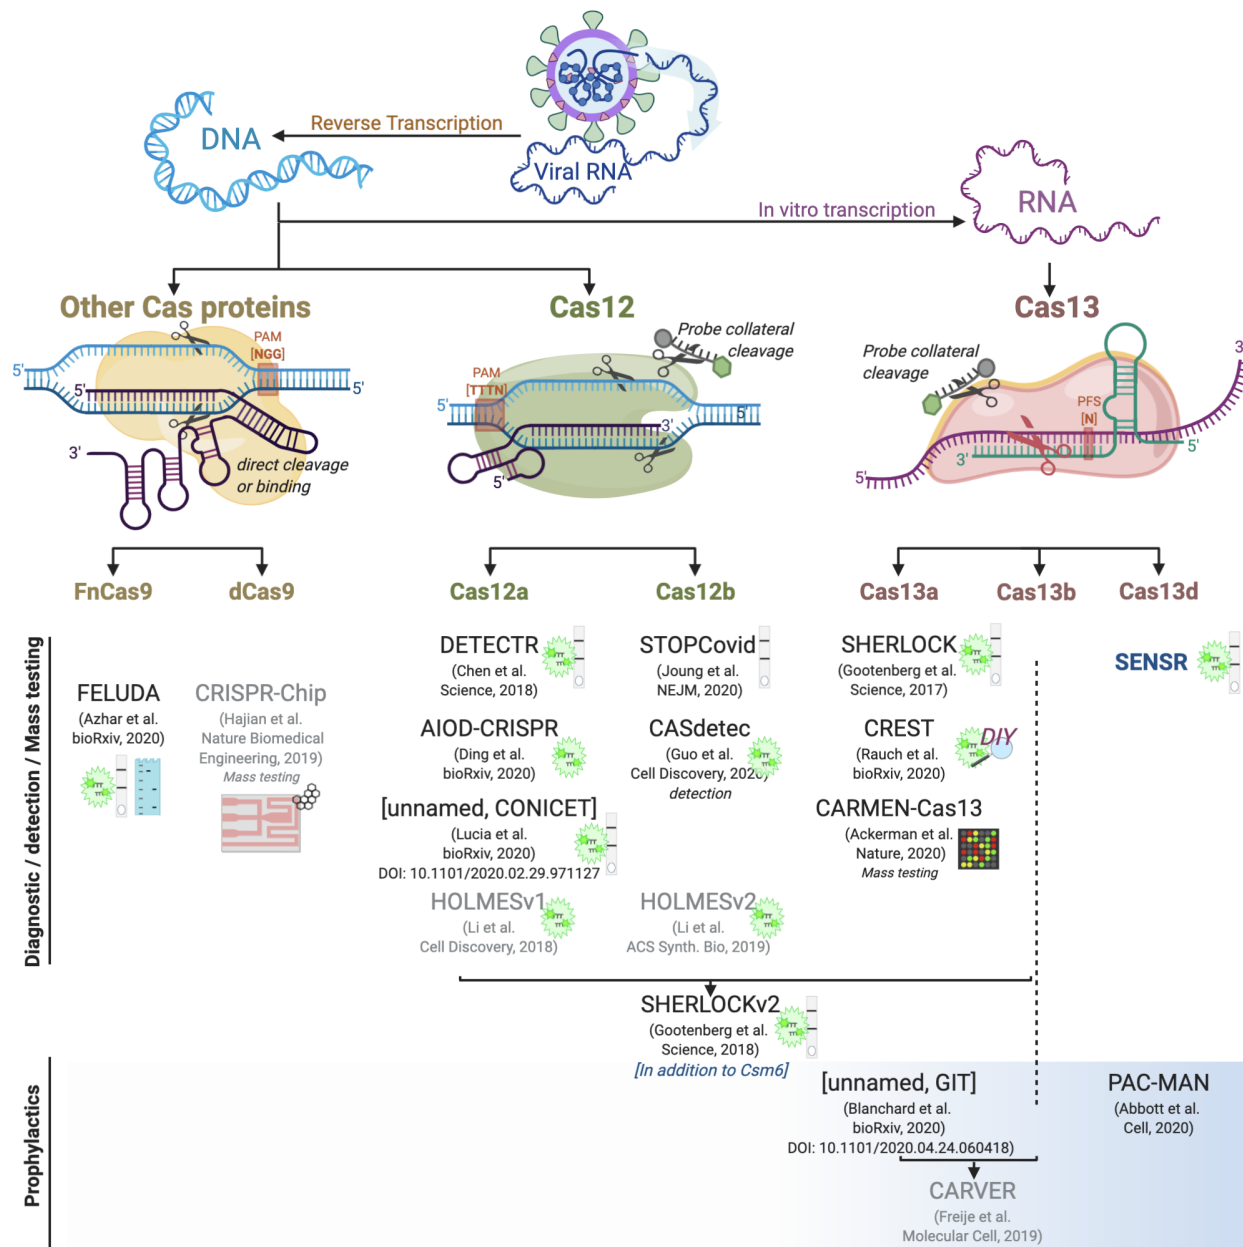 DNA
Reverse Transcription
Viral RNA
In vitro transcription
RNA
Other Cas proteins
PAM
[NGG]
5'
5'
5'
3'
direct cleavage
or binding
Cas12
Probe collateral
cleavage
PAM
[TTTN]
5'
5'
3'
5'
Cas13
Probe collateral
cleavage
PFS
[N]
3'
3'
5'
5'
FnCas9
dCas9
Cas12a
Cas12b
Cas13a
Cas13b
Cas13d
Diagnostic / detection / Mass testing
FELUDA
(Azhar et al.
bioRxiv, 2020)
CRISPR-Chip
(Hajian et al.
Nature Biomedical
Engineering, 2019)
Mass testing
DETECTR
(Chen et al.
Science, 2018)
AIOD-CRISPR
(Ding et al.
bioRxiv, 2020)
[unnamed, CONICET]
(Lucia et al.
bioRxiv, 2020)
DOI: 10.1101/2020.02.29.971127
HOLMESv1
(Li et al.
Cell Discovery, 2018)
STOPCovid
(Joung et al.
NEJM, 2020)
CASdetec
(Guo et al.
Cell Discovery, 2020)
detection
HOLMESv2
(Li et al.
ACS Synth. Bio, 2019)
SHERLOCK
(Gootenberg et al.
Science, 2017)
CREST
(Rauch et al.
bioRxiv, 2020)
DIY
CARMEN-Cas13
(Ackerman et al.
Nature, 2020)
Mass testing
SENSR
SHERLOCKv2
(Gootenberg et al.
Science, 2018)
[In addition to Csm6]
Prophylactics
[unnamed, GIT]
(Blanchard et al.
bioRxiv, 2020)
DOI: 10.1101/2020.04.24.060418)
PAC-MAN
(Abbott et al.
Cell, 2020)
CARVER
(Freije et al.
Molecular Cell, 2019)